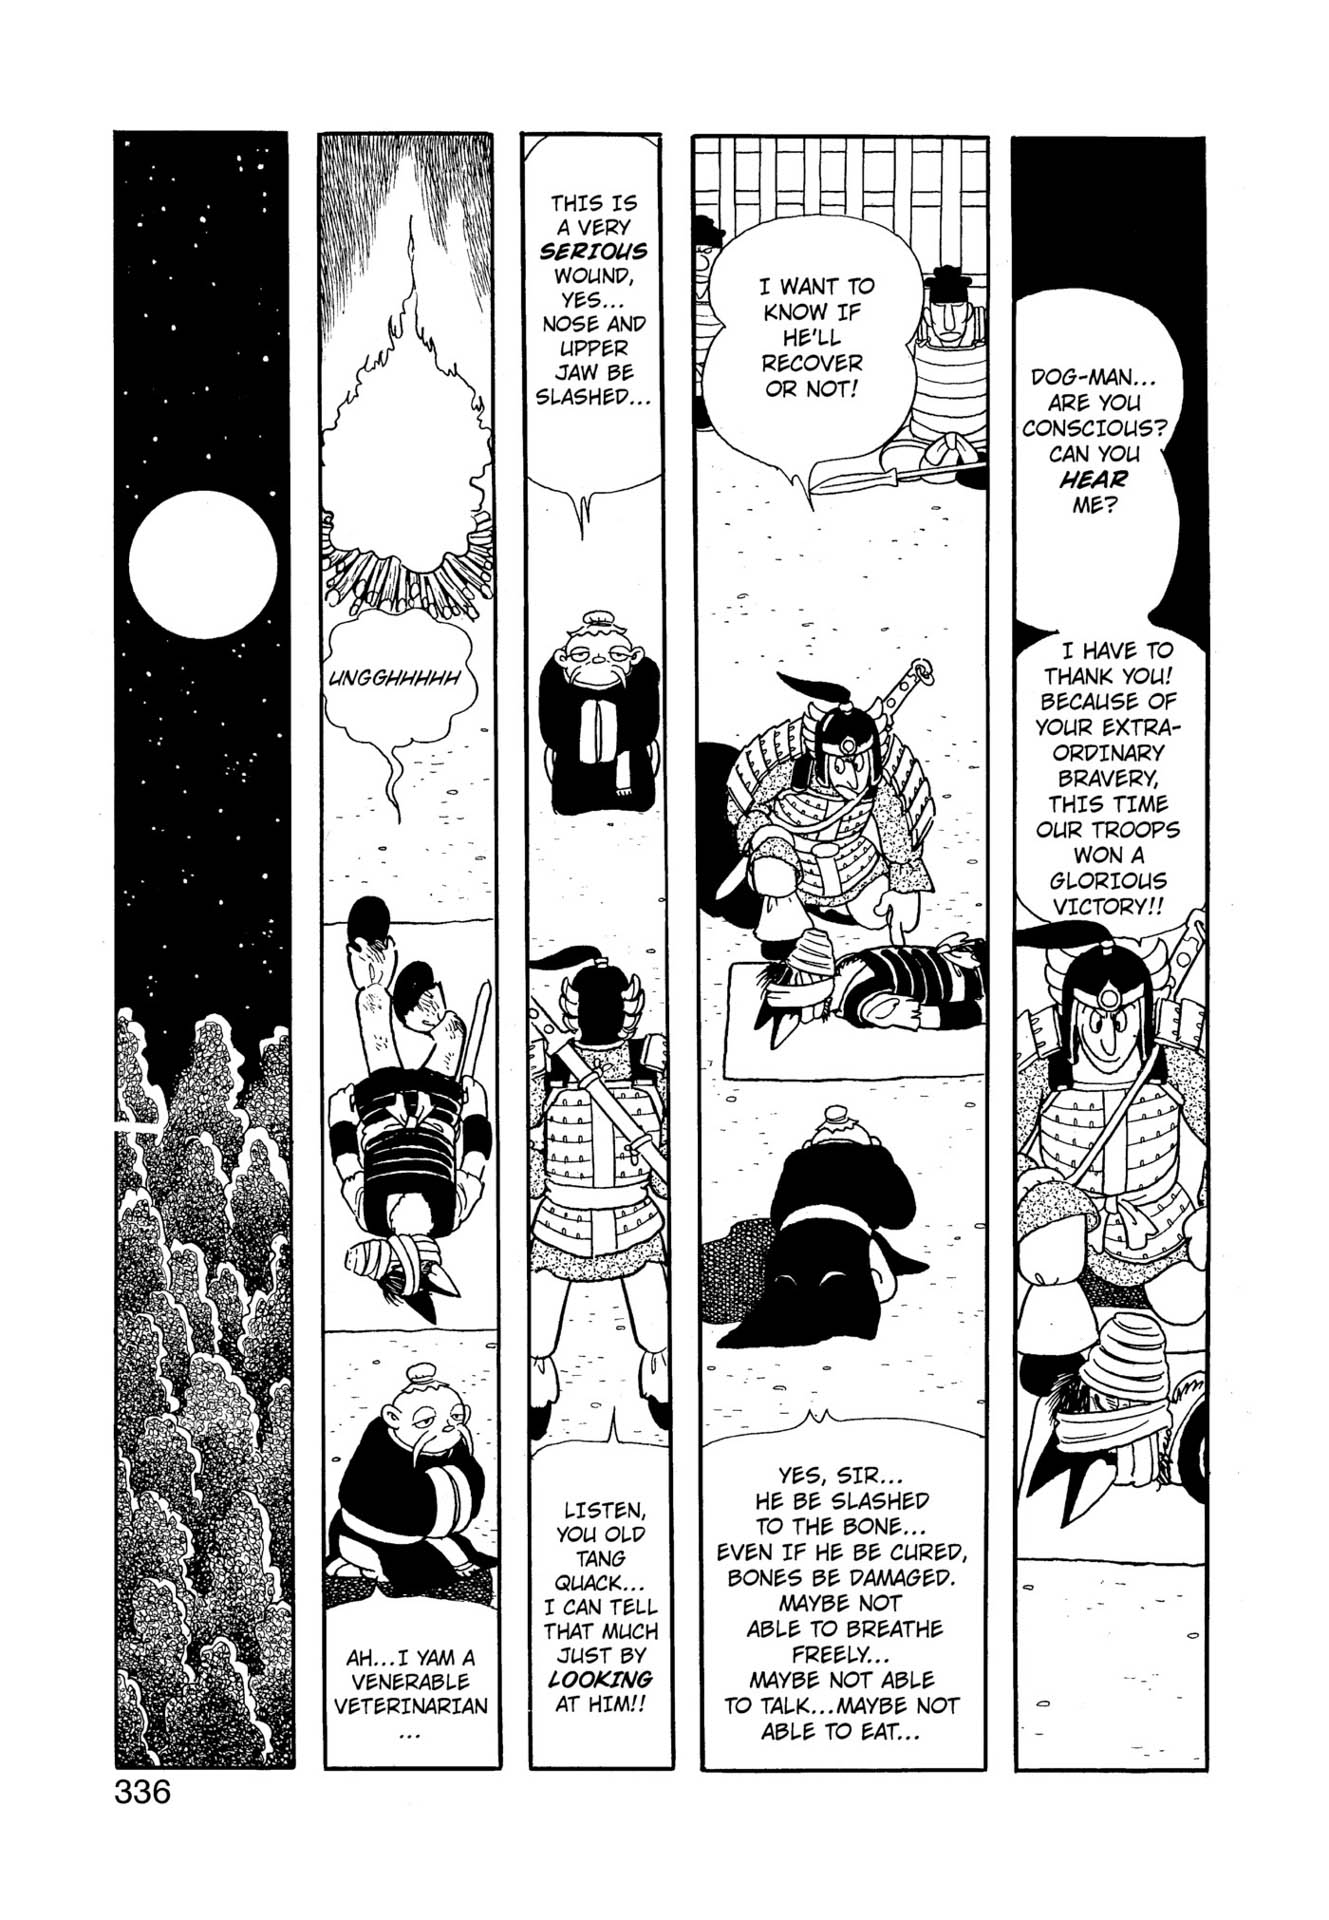 UNGGHHHHH
AH...I YAM A
VENERABLE
VETERINARIAN
...
THIS IS
A VERY
SERIOUS
WOUND,
YES...
NOSE AND
UPPER
JAW BE
SLASHED...
LISTEN,
YOU OLD
TANG
QUACK...
I CAN TELL
THAT MUCH
JUST BY
LOOKING
AT HIM!!
I WANT TO
KNOW IF
HE'LL
RECOVER
OR NOT!
YES, SIR...
HE BE SLASHED
TO THE BONE...
EVEN IF HE BE CURED,
BONES BE DAMAGED.
MAYBE NOT
ABLE TO BREATHE
FREELY...
MAYBE NOT ABLE
TO TALK...MAYBE NOT
ABLE TO EAT...
DOG-MAN...
ARE YOU
CONSCIOUS?
CAN YOU
HEAR
ME?
I HAVE TO
THANK YOU!
BECAUSE OF
YOUR EXTRA-
ORDINARY
BRAVERY,
THIS TIME
OUR TROOPS
WON A
GLORIOUS
VICTORY!!
336